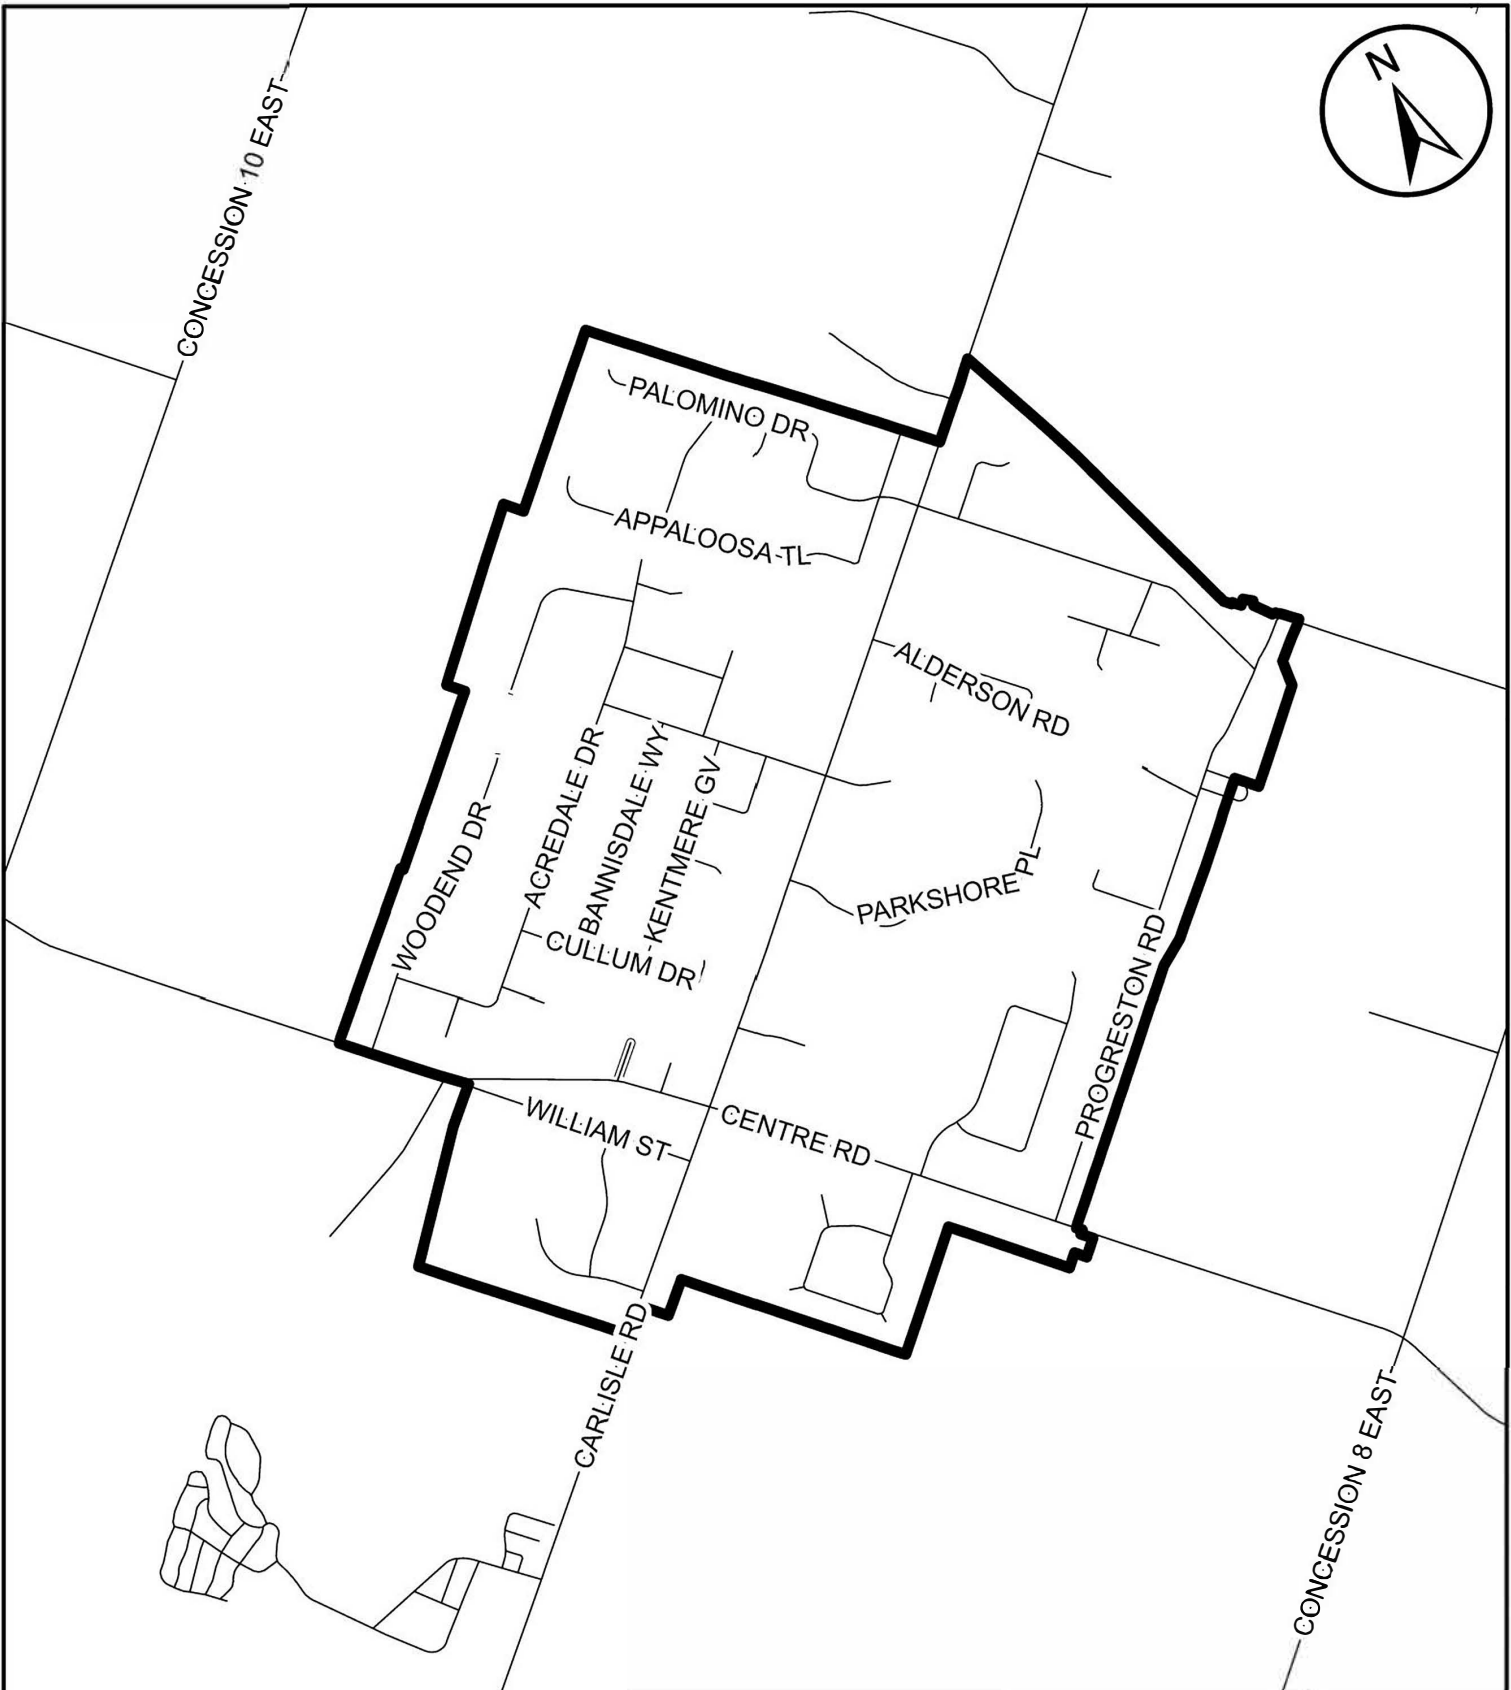 N
CONCESSION 10 EAST
PALOMINO DR
APPALOOSA TL
ALDERSON RD
ACREDALE DR
BANNISDALE WY
KENTMERE GV
WOODEND DR
PARKSHORE PL
CULLUM DR
PROGRESTON RD
WILLIAM ST
CENTRE RD
CARLISLE RD
CONCESSION 8 EAST